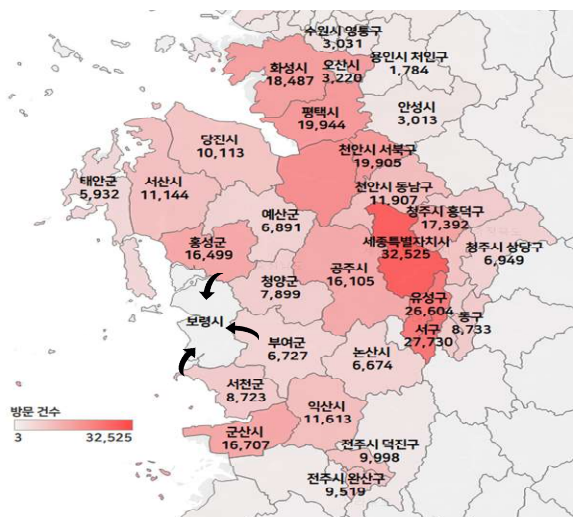 수원시 영통구
3,031
화성시
18,487
오산시
3,220
용인시 처인구
1,784
평택시
19,944
안성시
3,013
당진시
10,113
천안시 서북구
19,905
태안군
5,932
서산시
11,144
천안시 동남구
11,907
예산군
6,891
청주시 흥덕구
17,392
홍성군
16,499
세종특별자치시
32,525
청주시 상당구
6,949
청양군
7,899
공주시
16,105
유성구
26,604
보령시
서구
27,730
중구
8,733
부여군
6,727
논산시
6,674
서천군
8,723
방문 건수
3
32,525
군산시
16,707
익산시
11,613
전주시 덕진구
9,998
전주시 완산구
9,519